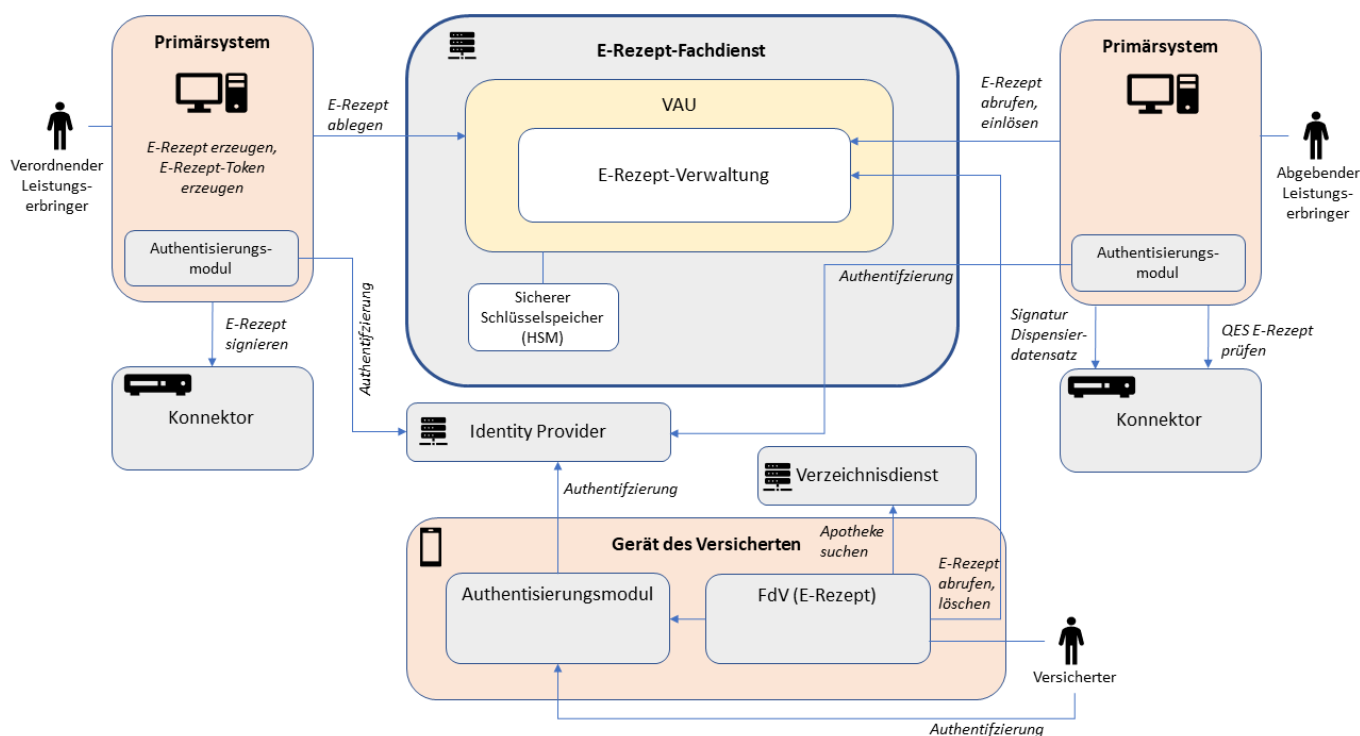 Primärsystem
E-Rezept erzeugen,
E-Rezept-Token
erzeugen
Authentisierungs-
modul
Verordnender
Leistungs-
erbringer
E-Rezept
ablegen
E-Rezept
signieren
Authentifzierung
Konnektor
E-Rezept-Fachdienst
VAU
E-Rezept-Verwaltung
Sicherer
Schlüsselspeicher
(HSM)
Primärsystem
E-Rezept
abrufen,
einlösen
Abgebender
Leistungs-
erbringer
Authentisierungs-
modul
Authentifzierung
Signatur
Dispensier-
datensatz
QES E-Rezept
prüfen
Konnektor
Identity Provider
Authentifzierung
Verzeichnisdienst
Apotheke
suchen
Gerät des Versicherten
Authentisierungsmodul
FdV (E-Rezept)
E-Rezept
abrufen,
löschen
Versicherter
Authentifzierung